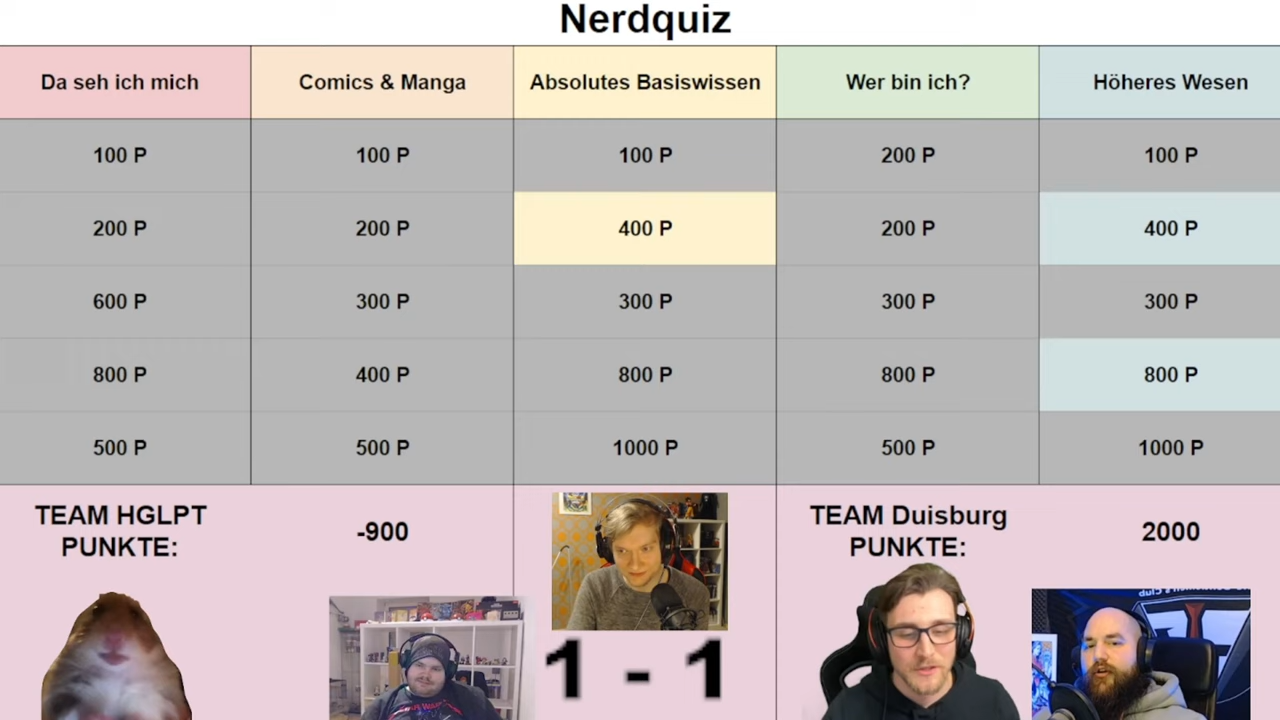 Nerdquiz
Da seh ich mich Comics & Manga Absolutes Basiswissen Wer bin ich? Höheres Wesen
100 P 100 P 100 P 200 P 100 P
200 P 200 P 400 P 200 P 400 P
600 P 300 P 300 P 300 P 300 P
800 P 400 P 800 P 800 P 800 P
500 P 500 P 1000 P 500 P 1000 P
TEAM HGLPT
PUNKTE:
-900
TEAM Duisburg
PUNKTE:
2000
1 - 1